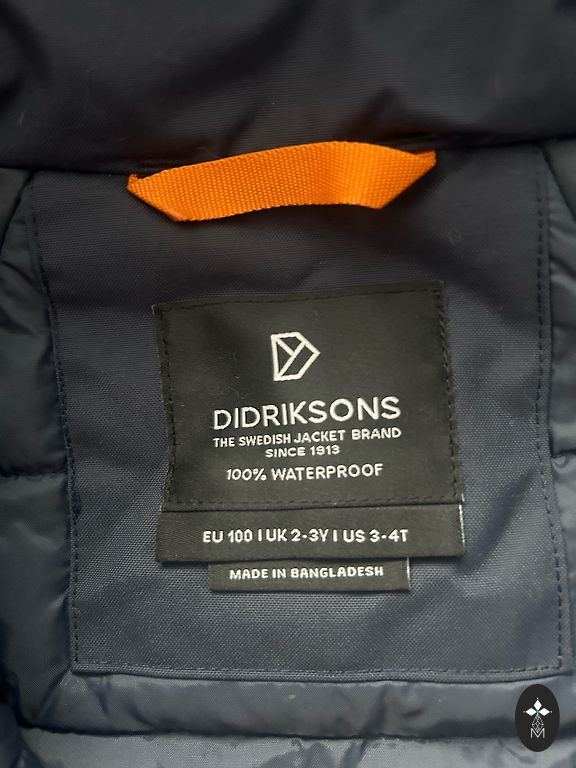 DIDRIKSONS
THE SWEDISH JACKET BRAND
SINCE 1913
100% WATERPROOF
EU 100 I UK 2-3Y I US 3-4T
MADE IN BANGLADESH